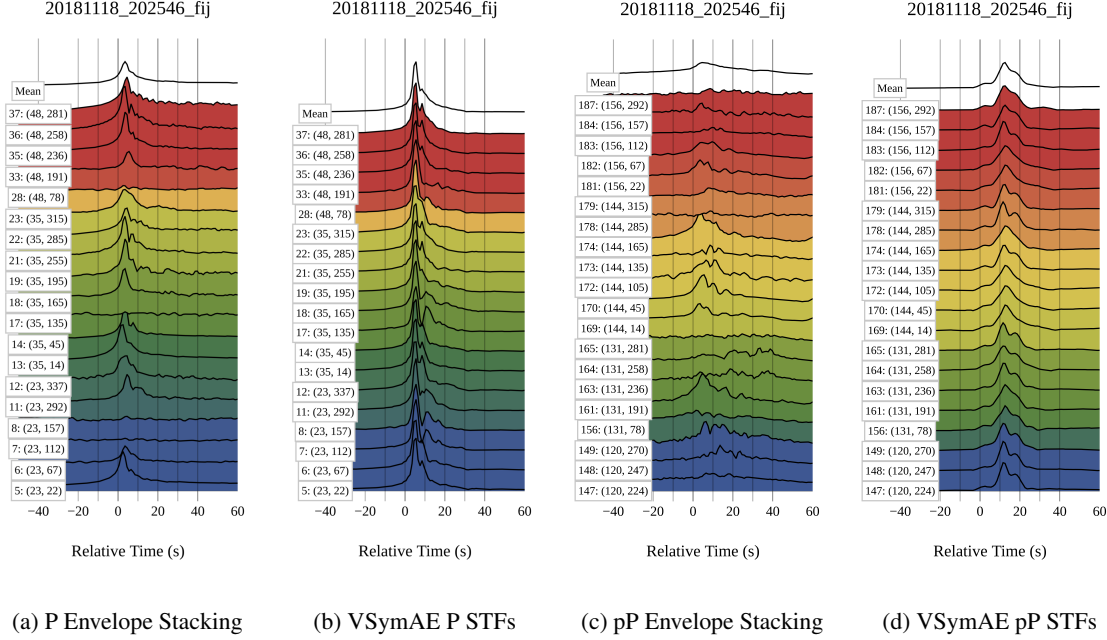 20181118_202546_fij
Mean
37: (48, 281)
36: (48, 258)
35: (48, 236)
33: (48, 191)
28: (48, 78)
23: (35, 315)
22: (35, 285)
21: (35, 255)
19: (35, 195)
18: (35, 165)
17: (35, 135)
14: (35, 45)
13: (35, 14)
12: (23, 337)
11: (23, 292)
8: (23, 157)
7: (23, 112)
6: (23, 67)
5: (23, 22)
−40 −20 0 20 40 60
Relative Time (s)
(a) P Envelope Stacking
20181118_202546_fij
Mean
37: (48, 281)
36: (48, 258)
35: (48, 236)
33: (48, 191)
28: (48, 78)
23: (35, 315)
22: (35, 285)
21: (35, 255)
19: (35, 195)
18: (35, 165)
17: (35, 135)
14: (35, 45)
13: (35, 14)
12: (23, 337)
11: (23, 292)
8: (23, 157)
7: (23, 112)
6: (23, 67)
5: (23, 22)
−40 −20 0 20 40 60
Relative Time (s)
(b) VSymAE P STFs
20181118_202546_fij
Mean
187: (156, 292)
184: (156, 157)
183: (156, 112)
182: (156, 67)
181: (156, 22)
179: (144, 315)
178: (144, 285)
174: (144, 165)
173: (144, 135)
172: (144, 105)
170: (144, 45)
169: (144, 14)
165: (131, 281)
164: (131, 258)
163: (131, 236)
161: (131, 191)
156: (131, 78)
149: (120, 270)
148: (120, 247)
147: (120, 224)
−40 −20 0 20 40 60
Relative Time (s)
(c) pP Envelope Stacking
20181118_202546_fij
Mean
187: (156, 292)
184: (156, 157)
183: (156, 112)
182: (156, 67)
181: (156, 22)
179: (144, 315)
178: (144, 285)
174: (144, 165)
173: (144, 135)
172: (144, 105)
170: (144, 45)
169: (144, 14)
165: (131, 281)
164: (131, 258)
163: (131, 236)
161: (131, 191)
156: (131, 78)
149: (120, 270)
148: (120, 247)
147: (120, 224)
−40 −20 0 20 40 60
Relative Time (s)
(d) VSymAE pP STFs